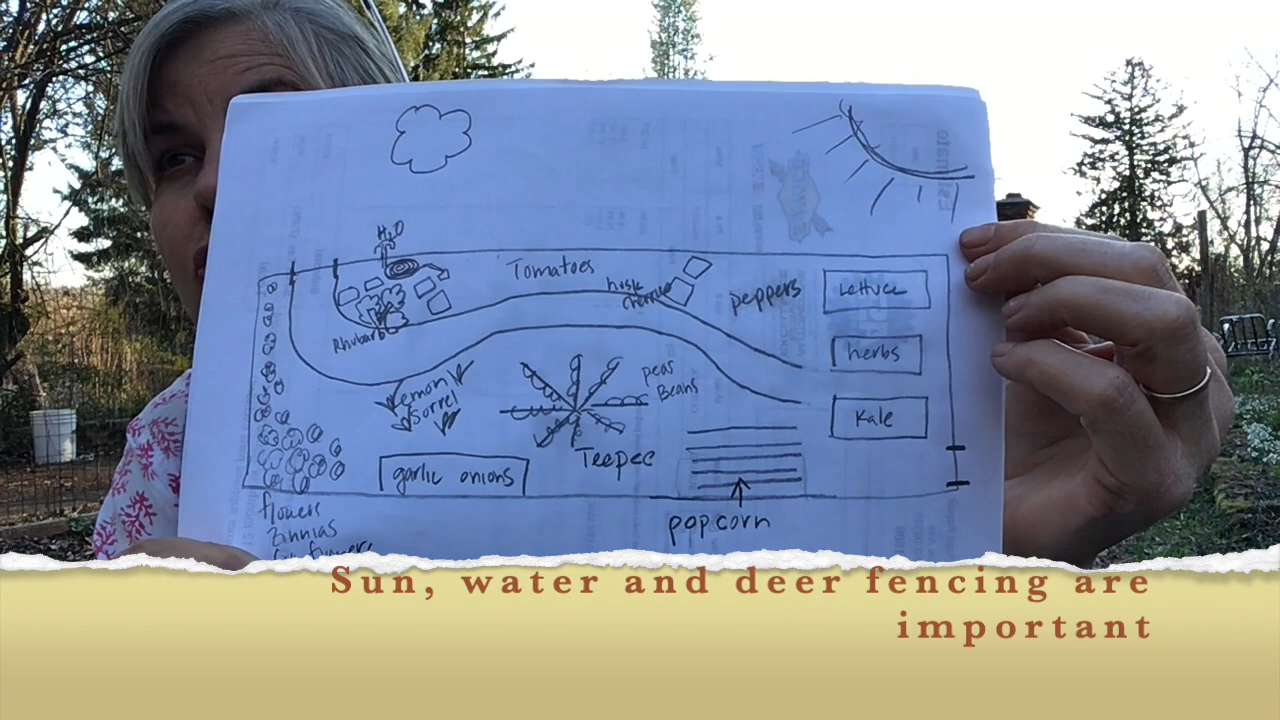 H2O
Tomatoes
husk
cherries
peppers
Lettuce
Rhubarb
herbs
Lemon
Sorrel
peas
Beans
Kale
garlic onions
Teepee
popcorn
flowers
Zinnias
Sun, water and deer fencing are
important